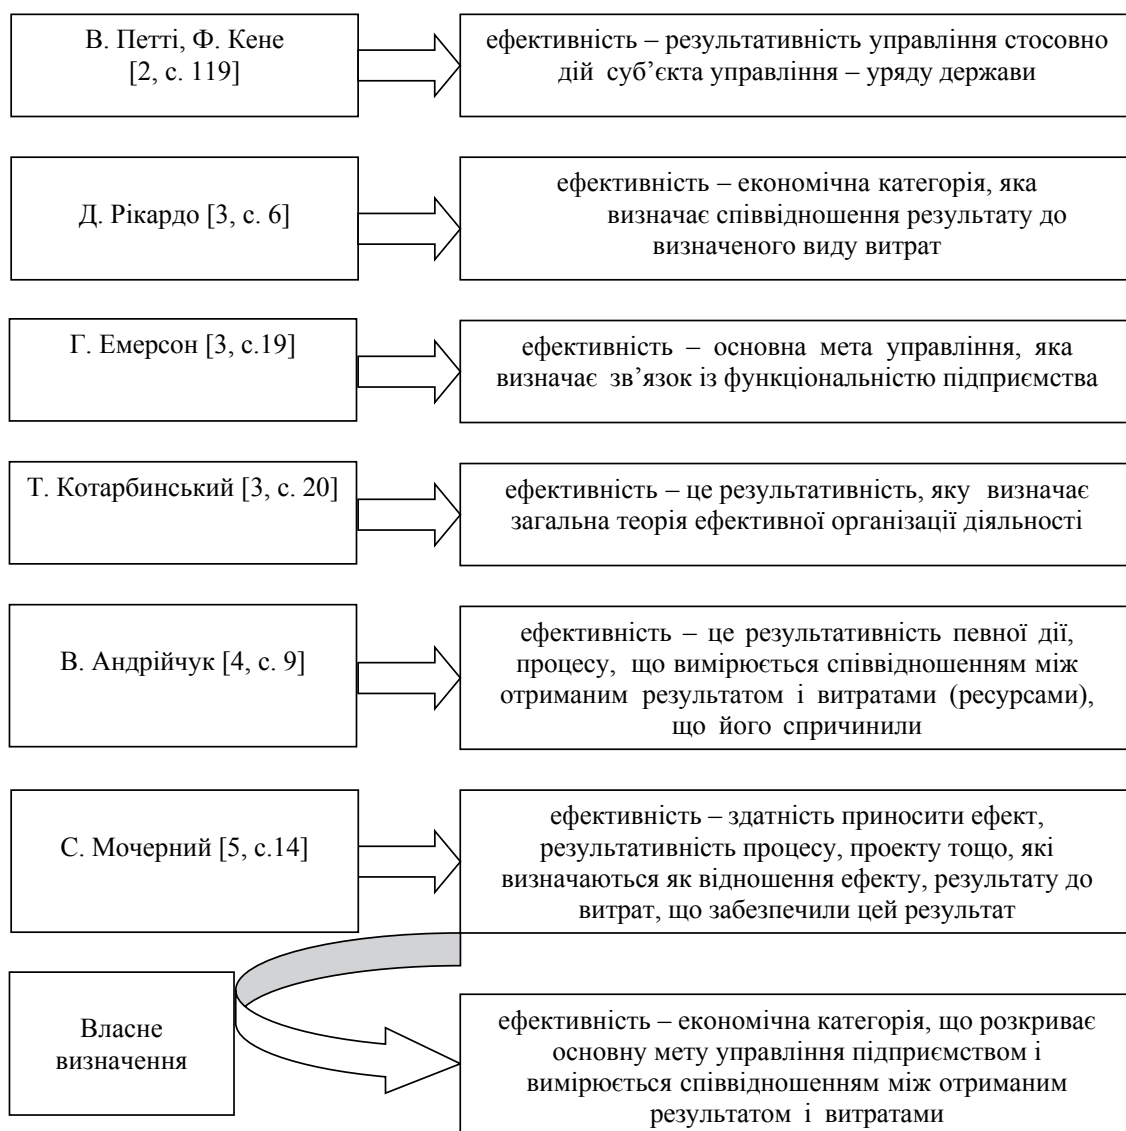 В. Петті, Ф. Кене
[2, с. 119]
ефективність – результативність управління стосовно
дій суб’єкта управління – уряду держави
Д. Рікардо [3, с. 6]
ефективність – економічна категорія, яка
визначає співвідношення результату до
визначеного виду витрат
Г. Емерсон [3, с.19]
ефективність – основна мета управління, яка
визначає зв’язок із функціональністю підприємства
Т. Котарбинський [3, с. 20]
ефективність – це результативність, яку визначає
загальна теорія ефективної організації діяльності
В. Андрійчук [4, с. 9]
ефективність – це результативність певної дії,
процесу, що вимірюється співвідношенням між
отриманим результатом і витратами (ресурсами),
що його спричинили
С. Мочерний [5, с.14]
ефективність – здатність приносити ефект,
результативність процесу, проекту тощо, які
визначаються як відношення ефекту, результату до
витрат, що забезпечили цей результат
Власне
визначення
ефективність – економічна категорія, що розкриває
основну мету управління підприємством і
вимірюється співвідношенням між отриманим
результатом і витратами